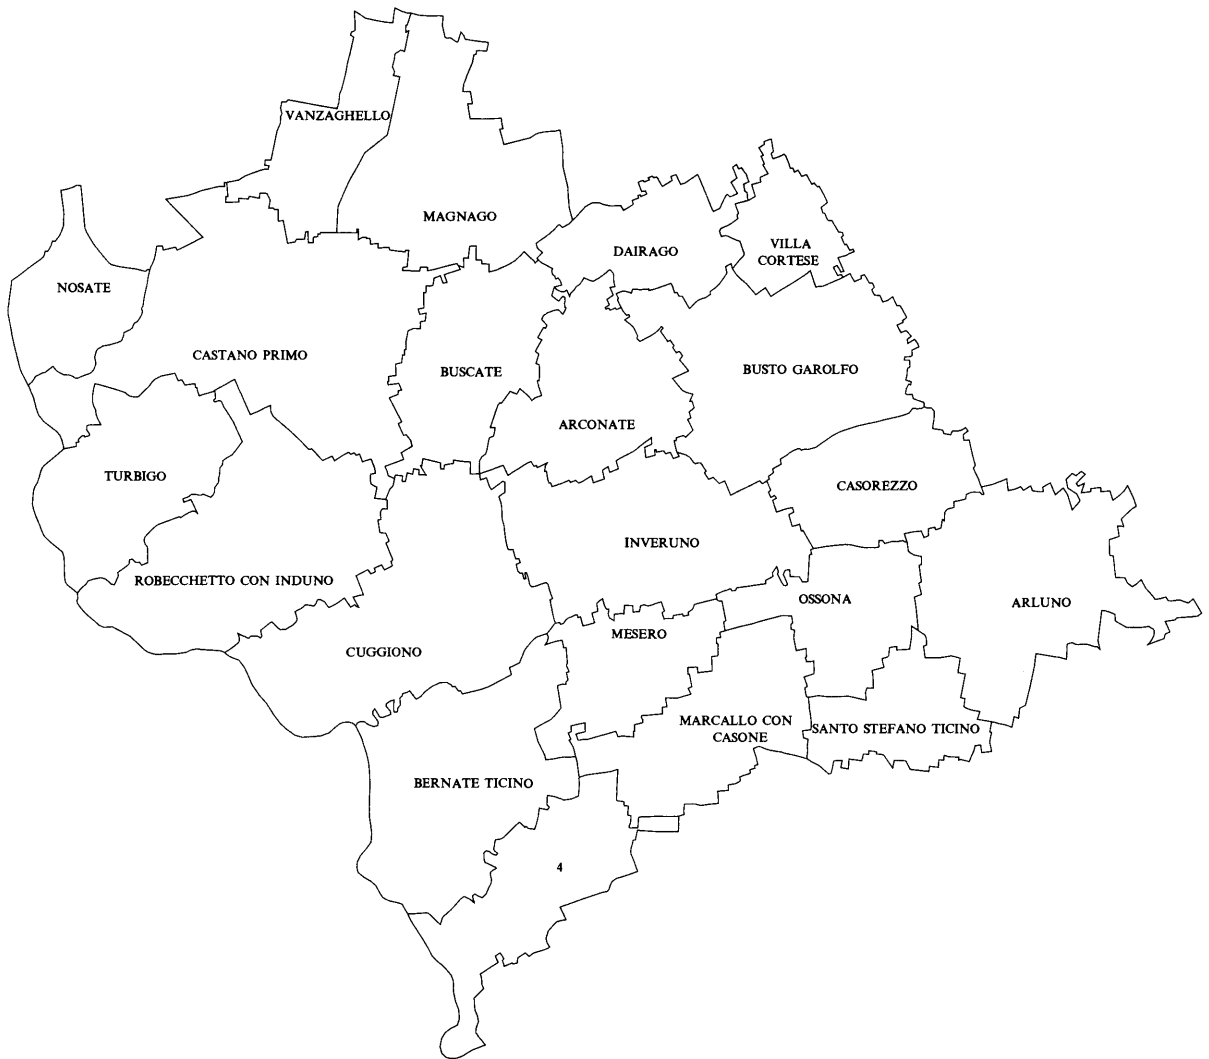 VANZAGHELLO
MAGNAGO
DAIRAGO
VILLA
CORTESE
NOSATE
CASTANO PRIMO
BUSCATE
BUSTO GAROLFO
ARCONATE
TURBIGO
CASOREZZO
INVERUNO
ROBECCHETTO CON INDUNO
OSSONA
ARLUNO
MESERO
CUGGIONO
MARCALLO CON
CASONE
SANTO STEFANO TICINO
BERNATE TICINO
4